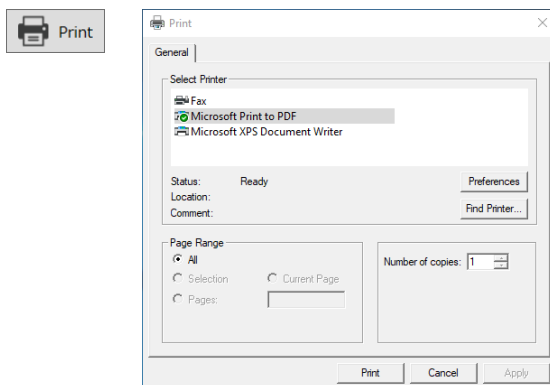 Print
Print
General
Select Printer
Fax
Microsoft Print to PDF
Microsoft XPS Document Writer
Status: Ready
Preferences
Location:
Comment:
Find Printer...
Page Range
All
Selection Current Page
Pages:
Number of copies: 1
Print Cancel Apply